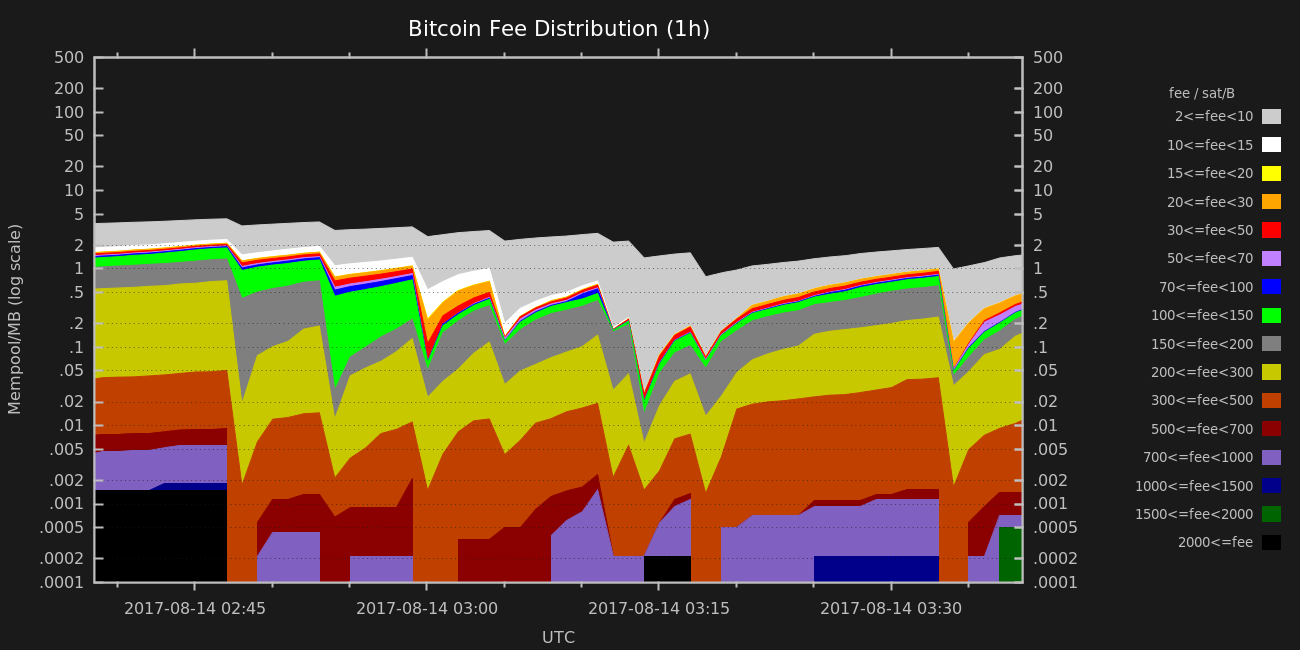 Bitcoin Fee Distribution (1h)
500 500
200 200
100 100
50 50
20 20
10 10
5 5
2 2
1 1
.5 .5
.2 .2
.1 .1
.05 .05
.02 .02
.01 .01
.005 .005
.002 .002
.001 .001
.0005 .0005
.0002 .0002
.0001 .0001
Mempool/MB (log scale)
2017-08-14 02:45 2017-08-14 03:00 2017-08-14 03:15 2017-08-14 03:30
UTC
fee / sat/B
2<=fee<10
10<=fee<15
15<=fee<20
20<=fee<30
30<=fee<50
50<=fee<70
70<=fee<100
100<=fee<150
150<=fee<200
200<=fee<300
300<=fee<500
500<=fee<700
700<=fee<1000
1000<=fee<1500
1500<=fee<2000
2000<=fee